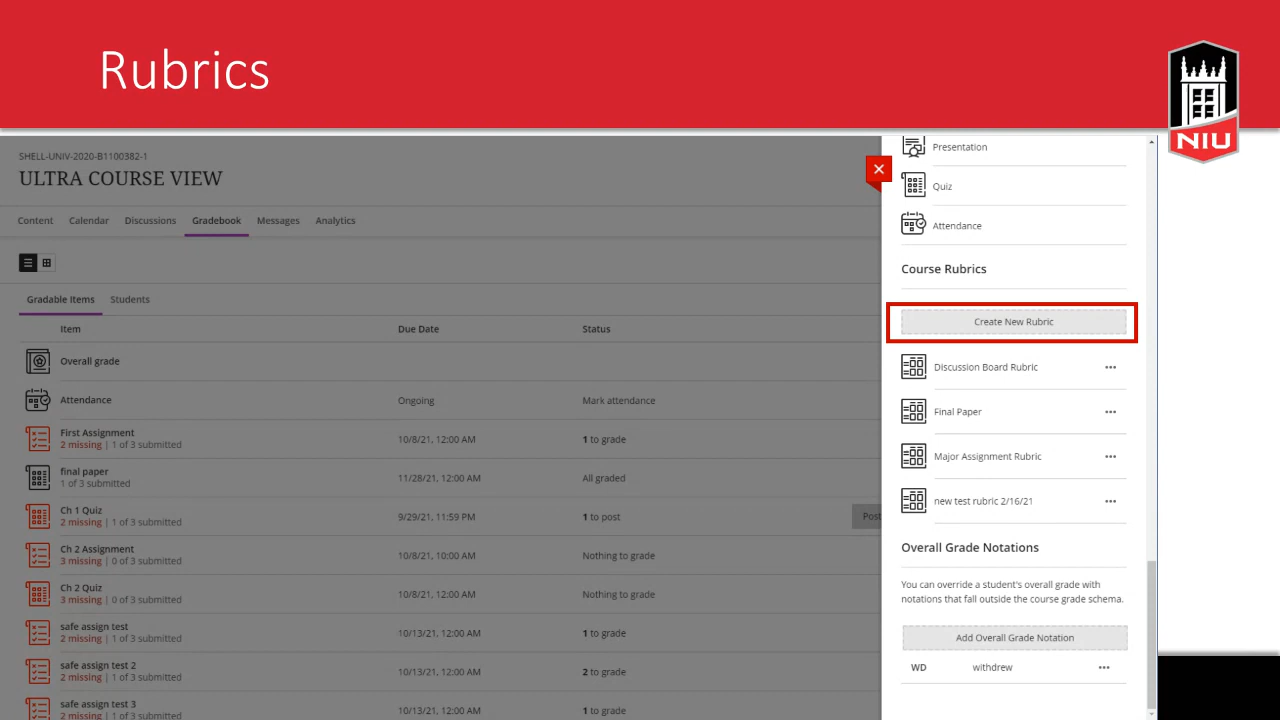 Rubrics
NIU
SHELL-UNIV-2020-B1100382-1
ULTRA COURSE VIEW
Content Calendar Discussions Gradebook Messages Analytics
Gradable Items Students
Item Due Date Status
Overall grade
Attendance Ongoing Mark attendance
First Assignment
2 missing | 1 of 3 submitted
10/8/21, 12:00 AM 1 to grade
final paper
1 of 3 submitted
11/28/21, 12:00 AM All graded
Ch 1 Quiz
2 missing | 1 of 3 submitted
9/29/21, 11:59 PM 1 to post Post
Ch 2 Assignment
3 missing | 0 of 3 submitted
10/8/21, 10:00 AM Nothing to grade
Ch 2 Quiz
3 missing | 0 of 3 submitted
10/8/21, 12:00 AM Nothing to grade
safe assign test
2 missing | 1 of 3 submitted
10/13/21, 12:00 AM 1 to grade
safe assign test 2
2 missing | 1 of 3 submitted
10/13/21, 12:00 AM 2 to grade
safe assign test 3
2 missing | 1 of 3 submitted
10/13/21, 12:00 AM 1 to grade
Presentation
Quiz
Attendance
Course Rubrics
Create New Rubric
Discussion Board Rubric
Final Paper
Major Assignment Rubric
new test rubric 2/16/21
Overall Grade Notations
You can override a student's overall grade with
notations that fall outside the course grade schema.
Add Overall Grade Notation
WD withdrew